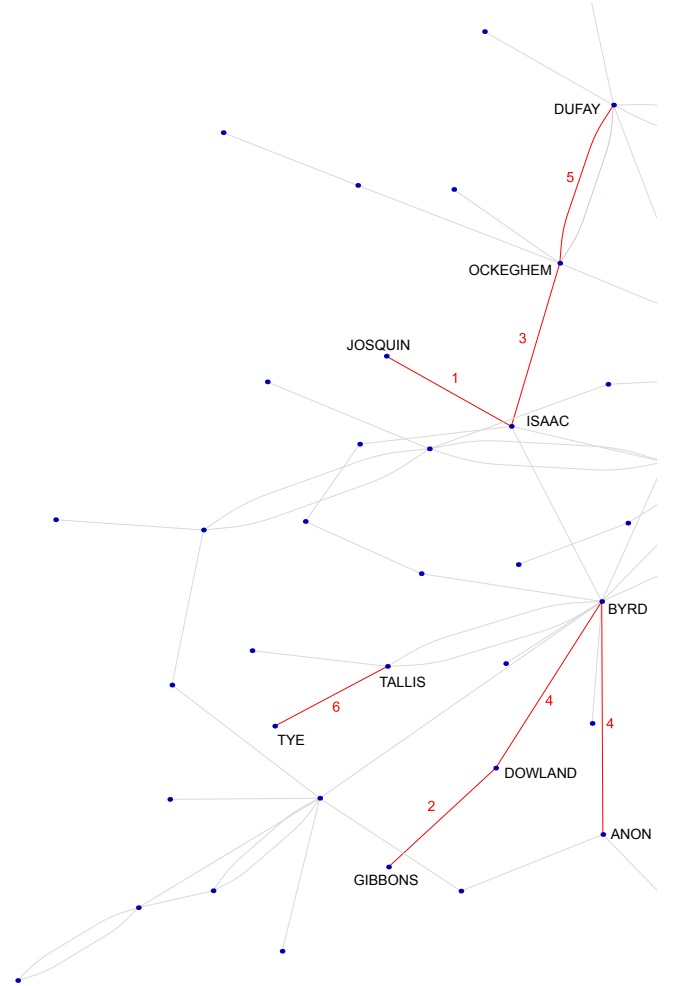 DUFAY
5
OCKEGHEM
3
JOSQUIN
1
ISAAC
BYRD
TALLIS
6
4
4
TYE
DOWLAND
2
ANON
GIBBONS